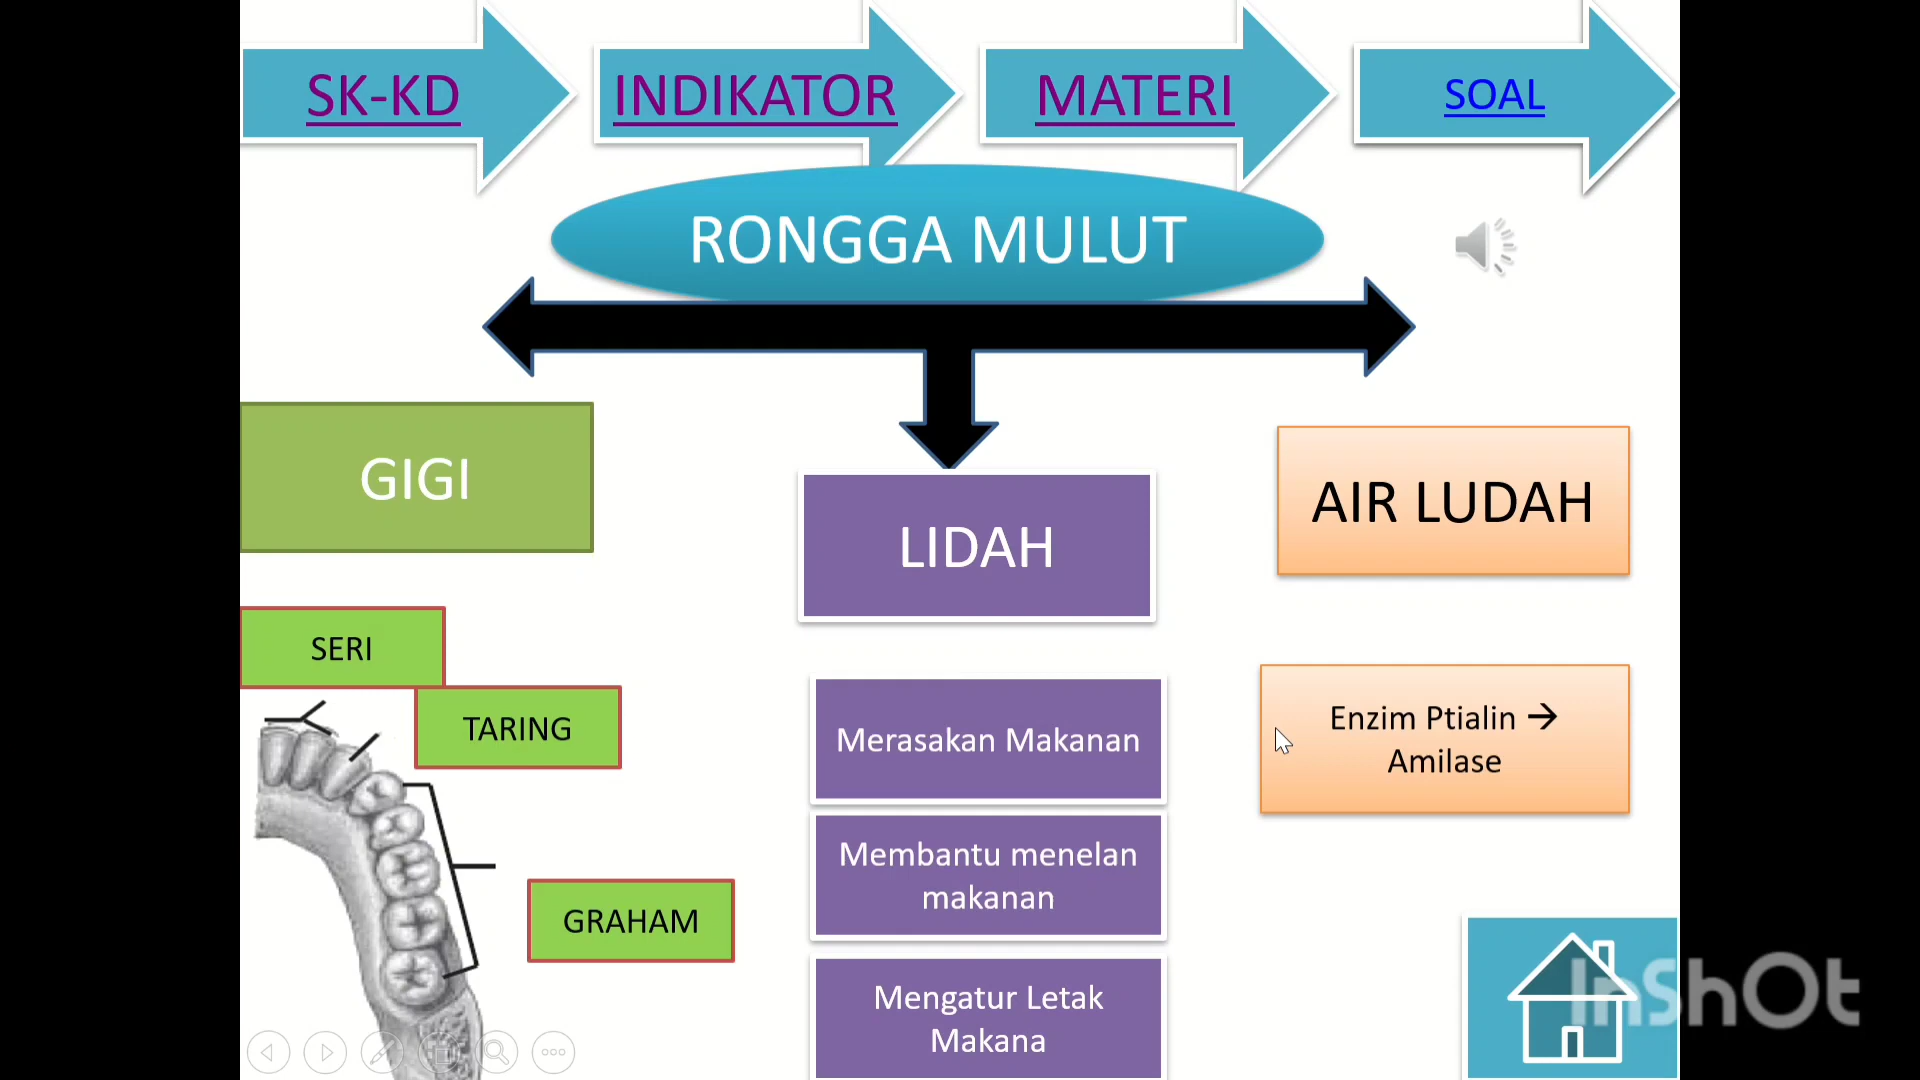 SK-KD
INDIKATOR
MATERI
SOAL
RONGGA MULUT
GIGI
LIDAH
AIR LUDAH
SERI
TARING
GRAHAM
Merasakan Makanan
Membantu menelan
makanan
Mengatur Letak
Makana
Enzim Ptialin →
Amilase
InShOt